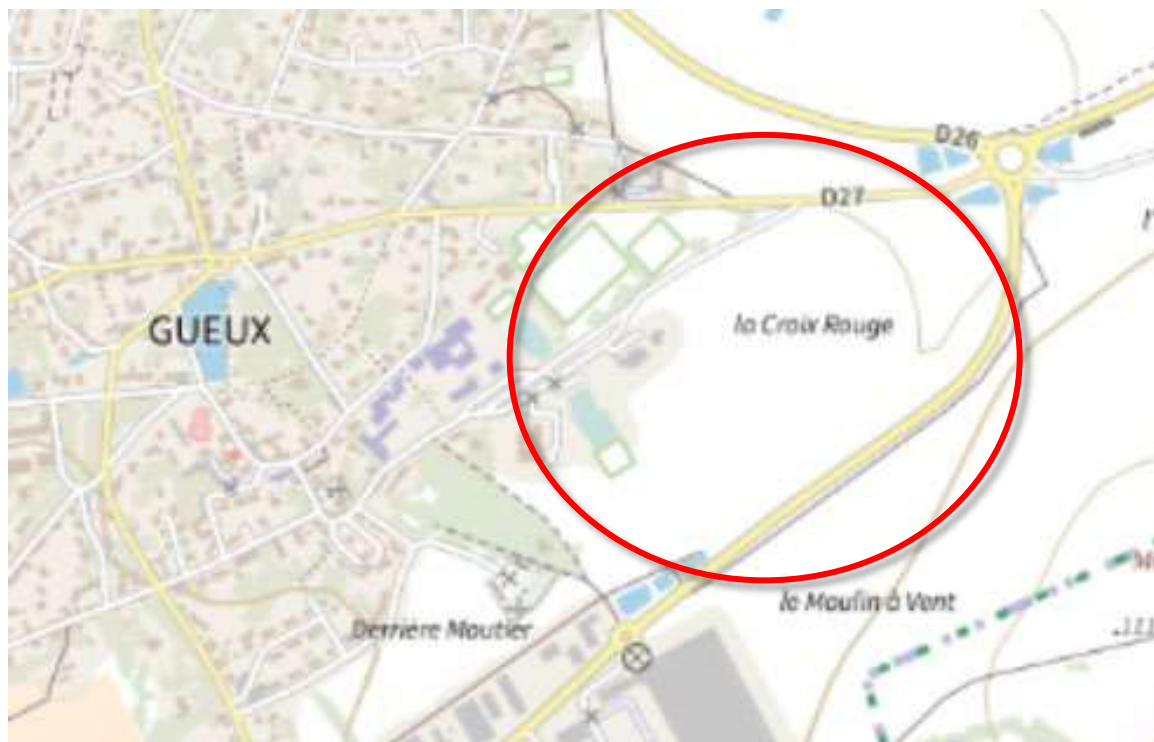 D26
D27
la Croix Rouge
GUEUX
le Moulin à Vent
Derrière Moutier